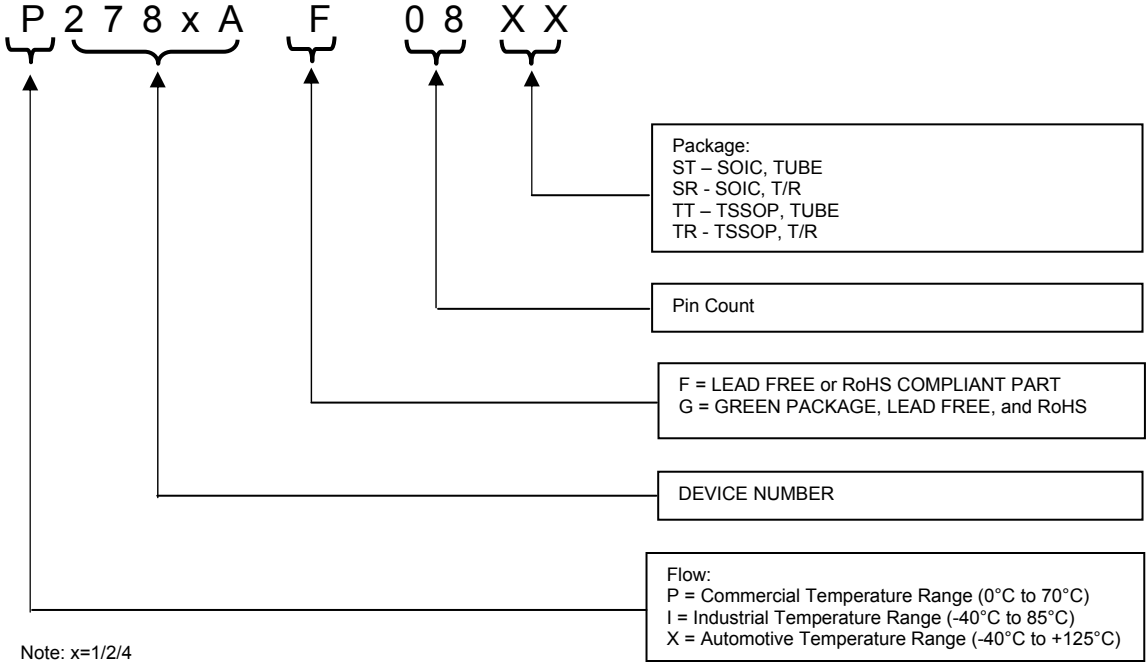 P 2 7 8 x A F 0 8 X X
Package:
ST – SOIC, TUBE
SR - SOIC, T/R
TT – TSSOP, TUBE
TR - TSSOP, T/R
Pin Count
F = LEAD FREE or RoHS COMPLIANT PART
G = GREEN PACKAGE, LEAD FREE, and RoHS
DEVICE NUMBER
Flow:
P = Commercial Temperature Range (0°C to 70°C)
I = Industrial Temperature Range (-40°C to 85°C)
X = Automotive Temperature Range (-40°C to +125°C)
Note: x=1/2/4